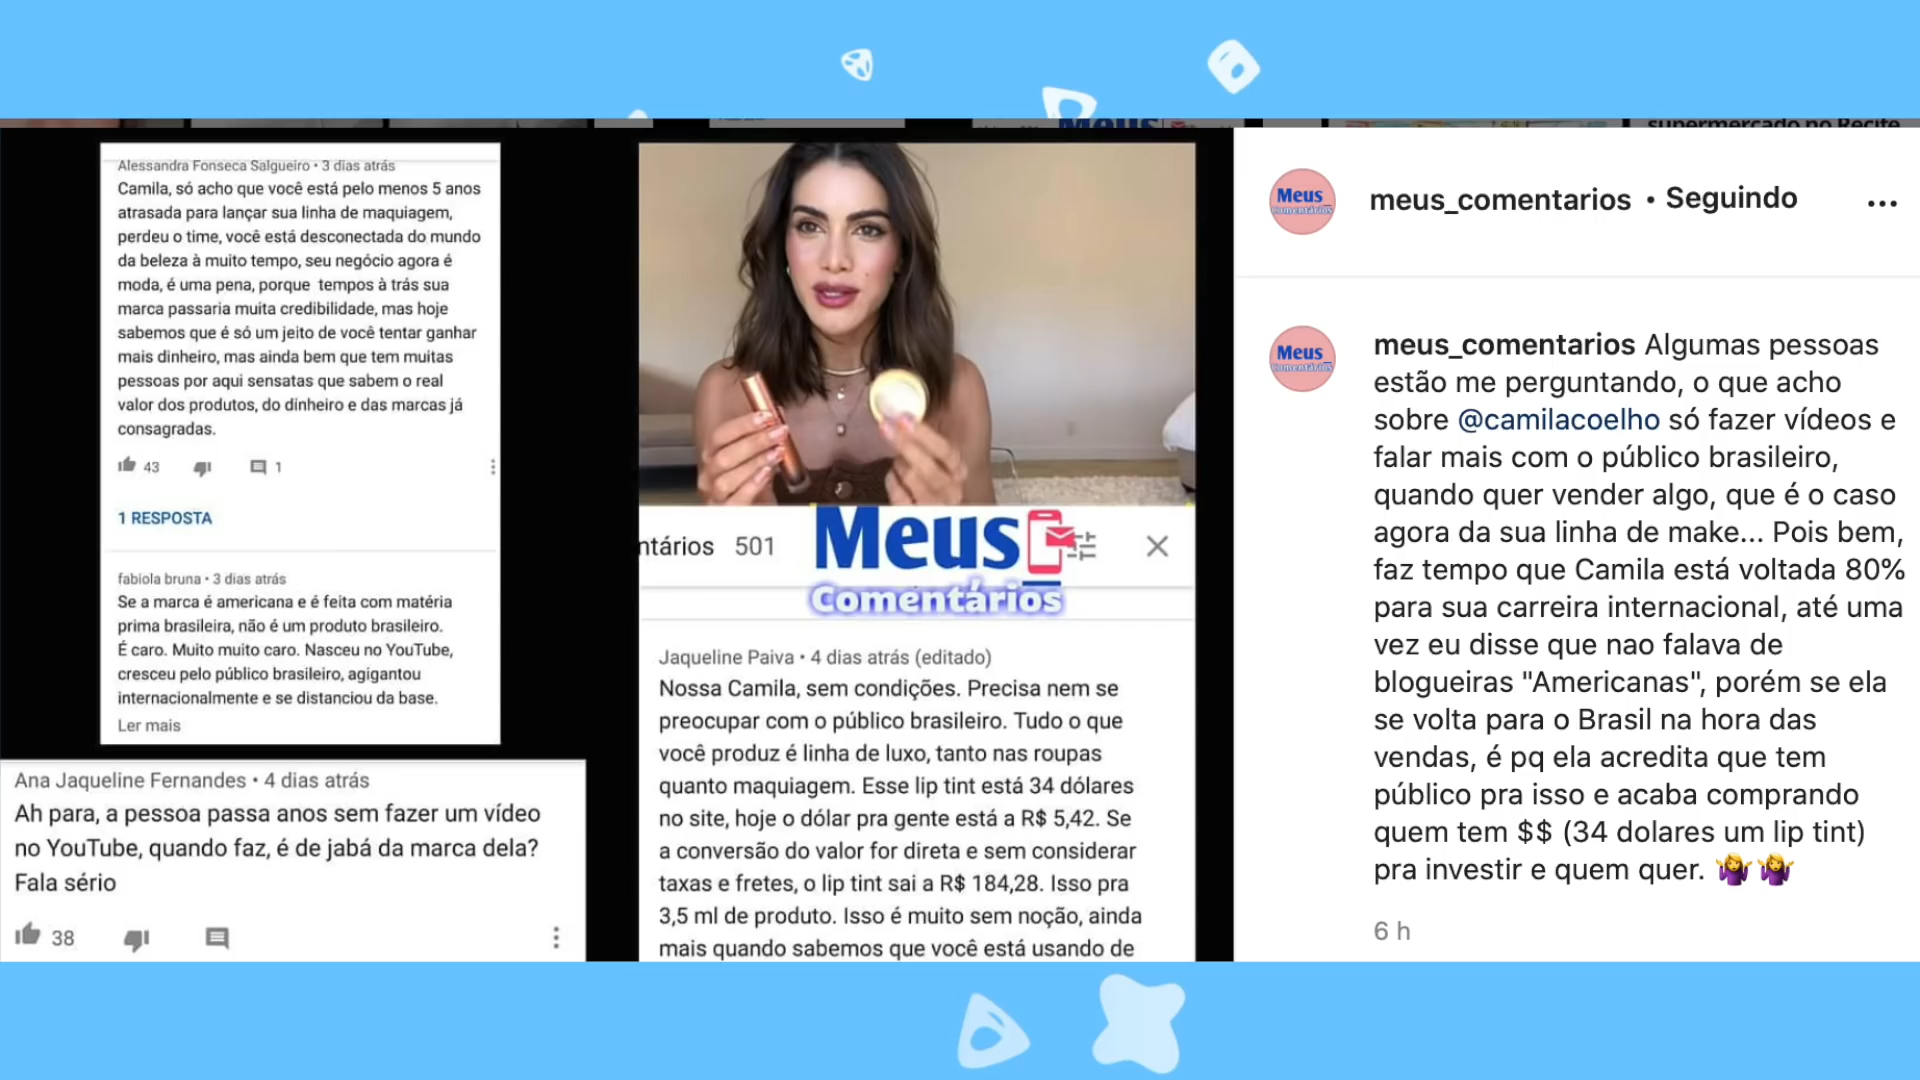 supermercado no Recife
Alessandra Fonseca Salgueiro • 3 dias atrás
Camila, só acho que você está pelo menos 5 anos
atrasada para lançar sua linha de maquiagem,
perdeu o time, você está desconectada do mundo
da beleza à muito tempo, seu negócio agora é
moda, é uma pena, porque tempos à trás sua
marca passaria muita credibilidade, mas hoje
sabemos que é só um jeito de você tentar ganhar
mais dinheiro, mas ainda bem que tem muitas
pessoas por aqui sensatas que sabem o real
valor dos produtos, do dinheiro e das marcas já
consagradas.
43 1
1 RESPOSTA
fabiola bruna • 3 dias atrás
Se a marca é americana e é feita com matéria
prima brasileira, não é um produto brasileiro.
É caro. Muito muito caro. Nasceu no YouTube,
cresceu pelo público brasileiro, agigantou
internacionalmente e se distanciou da base.
Ler mais
Ana Jaqueline Fernandes • 4 dias atrás
Ah para, a pessoa passa anos sem fazer um vídeo
no YouTube, quando faz, é de jabá da marca dela?
Fala sério
38
ntários 501
Meus
Comentários
Jaqueline Paiva • 4 dias atrás (editado)
Nossa Camila, sem condições. Precisa nem se
preocupar com o público brasileiro. Tudo o que
você produz é linha de luxo, tanto nas roupas
quanto maquiagem. Esse lip tint está 34 dólares
no site, hoje o dólar pra gente está a R$ 5,42. Se
a conversão do valor for direta e sem considerar
taxas e fretes, o lip tint sai a R$ 184,28. Isso pra
3,5 ml de produto. Isso é muito sem noção, ainda
mais quando sabemos que você está usando de
Meus_
Comentários
meus_comentarios • Seguindo
...
Meus_
Comentários
meus_comentarios Algumas pessoas
estão me perguntando, o que acho
sobre @camilacoelho só fazer vídeos e
falar mais com o público brasileiro,
quando quer vender algo, que é o caso
agora da sua linha de make... Pois bem,
faz tempo que Camila está voltada 80%
para sua carreira internacional, até uma
vez eu disse que nao falava de
blogueiras "Americanas", porém se ela
se volta para o Brasil na hora das
vendas, é pq ela acredita que tem
público pra isso e acaba comprando
quem tem $$ (34 dolares um lip tint)
pra investir e quem quer. 🤷‍♀️🤷‍♀️
6 h